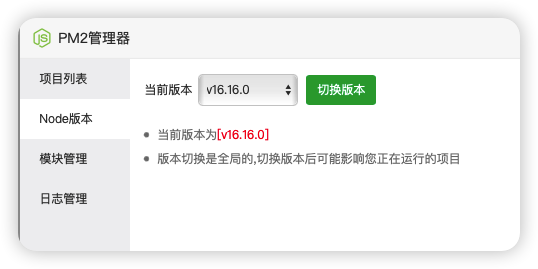 PM2管理器
项目列表
当前版本 v16.16.0 切换版本
Node版本
当前版本为[v16.16.0]
模块管理
版本切换是全局的,切换版本后可能影响您正在运行的项目
日志管理